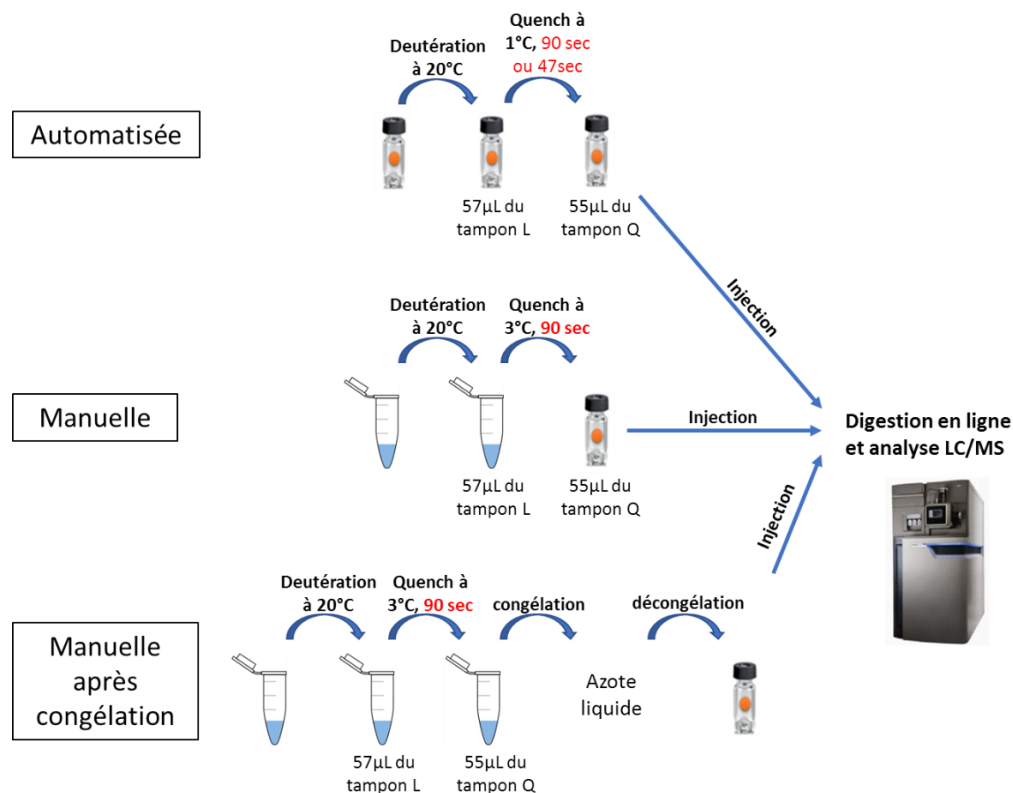 Quench à
1°C, 90 sec
ou 47sec
Deutération
à 20°C
Automatisée
57µL du
tampon L
55µL du
tampon Q
Injection
Deutération
à 20°C
Quench à
3°C, 90 sec
Manuelle
Injection
Digestion en ligne
et analyse LC/MS
57µL du
tampon L
55µL du
tampon Q
Injection
Deutération
à 20°C
Quench à
3°C, 90 sec
congélation
décongélation
Manuelle
après
congélation
Azote
liquide
57µL du
tampon L
55µL du
tampon Q